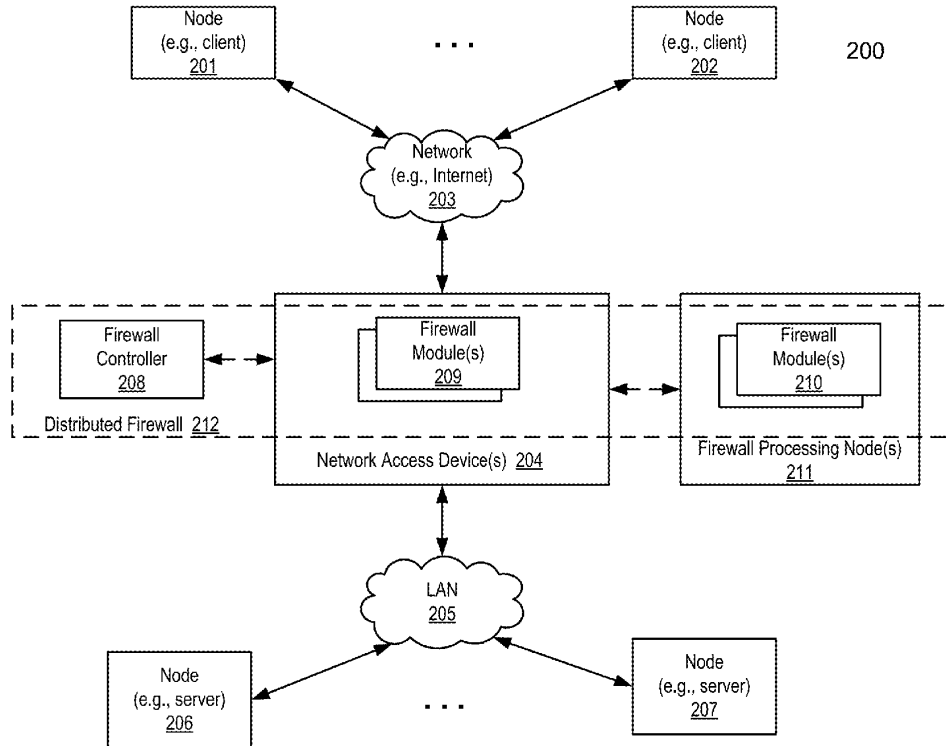 Node
(e.g., client)
201
. . .
Node
(e.g., client)
202
200
Network
(e.g., Internet)
203
Firewall
Controller
208
Firewall
Module(s)
209
Firewall
Module(s)
210
Distributed Firewall 212
Network Access Device(s) 204
Firewall Processing Node(s)
211
LAN
205
Node
(e.g., server)
206
. . .
Node
(e.g., server)
207